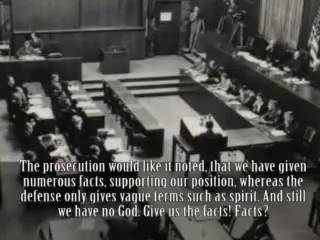 The prosecution would like it noted, that we have given
numerous facts, supporting our position, whereas the
defense only gives vague terms such as spirit. And still
we have no God. Give us the facts! Facts?